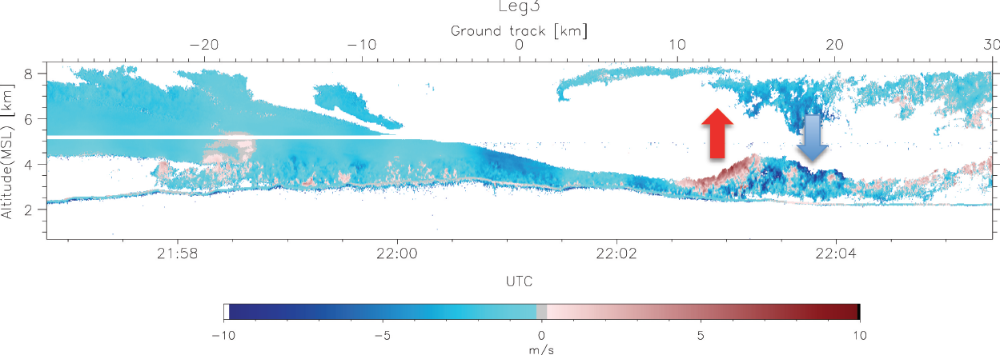 Leg3
Ground track [km]
−20 −10 0 10 20 30
Altitude(MSL) [km]
8
6
4
2
21:58 22:00 22:02 22:04
UTC
−10 −5 0 5 10
m/s